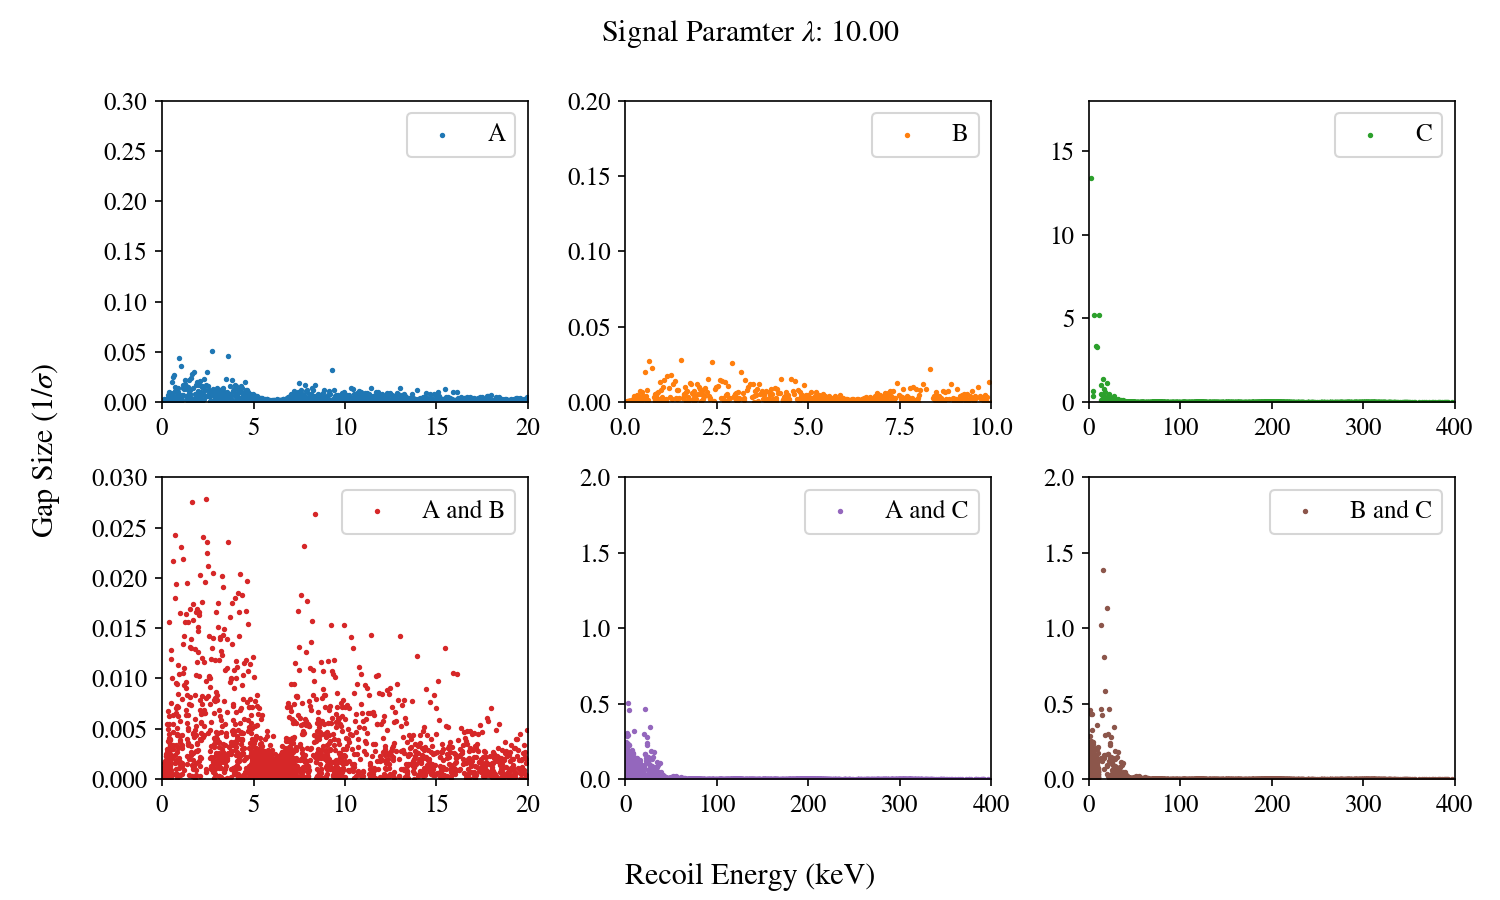 Signal Paramter λ: 10.00
0.30
0.25
0.20
0.15
0.10
0.05
0.00
0 5 10 15 20
A
0.20
0.15
0.10
0.05
0.00
0.0 2.5 5.0 7.5 10.0
B
15
10
5
0
0 100 200 300 400
C
Gap Size (1/σ)
0.030
0.025
0.020
0.015
0.010
0.005
0.000
0 5 10 15 20
A and B
2.0
1.5
1.0
0.5
0.0
0 100 200 300 400
A and C
2.0
1.5
1.0
0.5
0.0
0 100 200 300 400
B and C
Recoil Energy (keV)